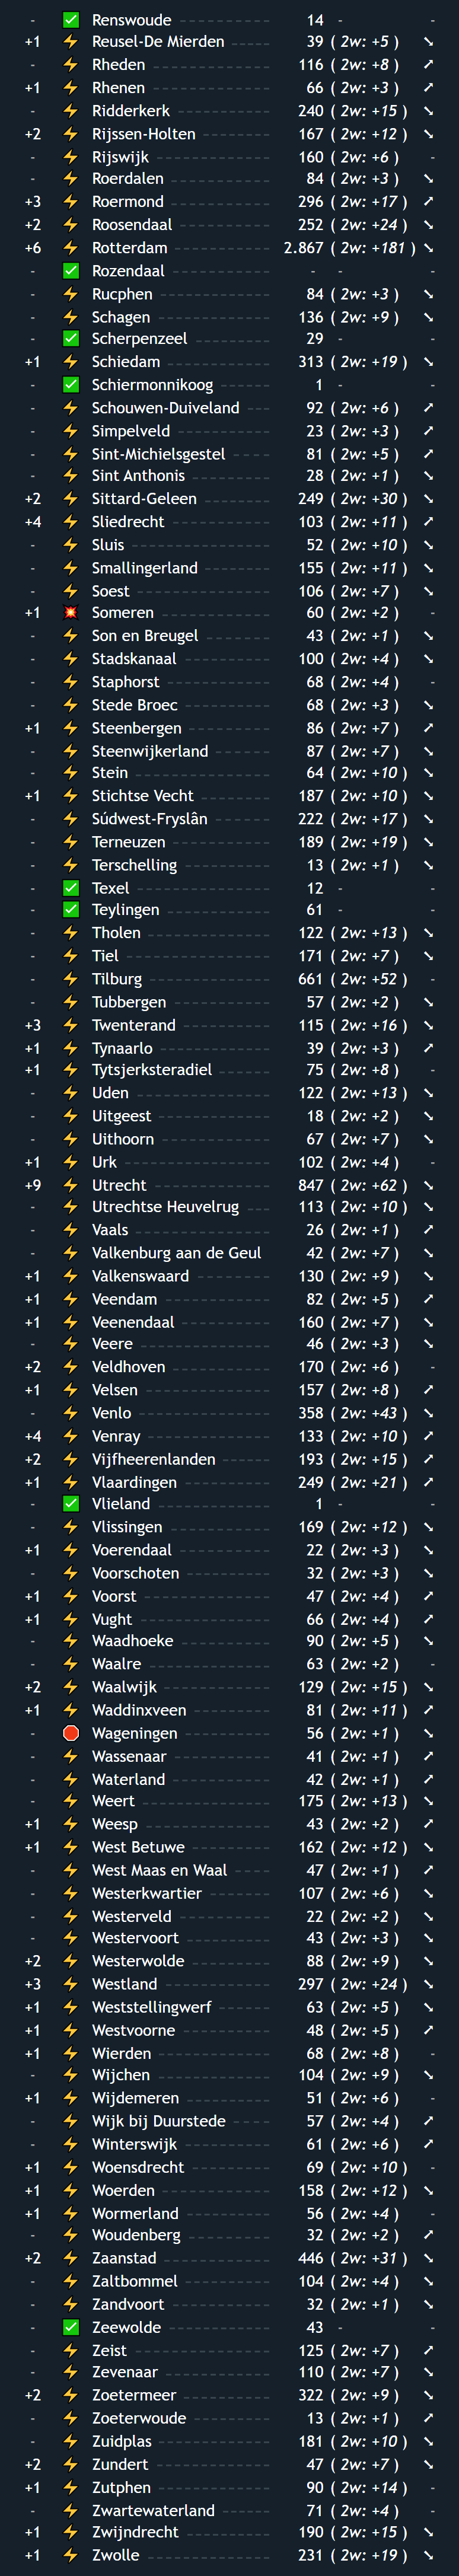 - ✅ Renswoude 14 - -
+1 ⚡ Reusel-De Mierden 39 ( 2w: +5 ) ➘
- ⚡ Rheden 116 ( 2w: +8 ) ➚
+1 ⚡ Rhenen 66 ( 2w: +3 ) ➚
- ⚡ Ridderkerk 240 ( 2w: +15 ) ➘
+2 ⚡ Rijssen-Holten 167 ( 2w: +12 ) ➘
- ⚡ Rijswijk 160 ( 2w: +6 ) -
- ⚡ Roerdalen 84 ( 2w: +3 ) ➘
+3 ⚡ Roermond 296 ( 2w: +17 ) ➚
+2 ⚡ Roosendaal 252 ( 2w: +24 ) ➘
+6 ⚡ Rotterdam 2.867 ( 2w: +181 ) ➘
- ✅ Rozendaal - - -
- ⚡ Rucphen 84 ( 2w: +3 ) ➘
- ⚡ Schagen 136 ( 2w: +9 ) ➘
- ✅ Scherpenzeel 29 - -
+1 ⚡ Schiedam 313 ( 2w: +19 ) ➘
- ✅ Schiermonnikoog 1 - -
- ⚡ Schouwen-Duiveland 92 ( 2w: +6 ) ➚
- ⚡ Simpelveld 23 ( 2w: +3 ) ➚
- ⚡ Sint-Michielsgestel 81 ( 2w: +5 ) ➚
- ⚡ Sint Anthonis 28 ( 2w: +1 ) ➘
+2 ⚡ Sittard-Geleen 249 ( 2w: +30 ) ➘
+4 ⚡ Sliedrecht 103 ( 2w: +11 ) ➚
- ⚡ Sluis 52 ( 2w: +10 ) ➘
- ⚡ Smallingerland 155 ( 2w: +11 ) ➘
- ⚡ Soest 106 ( 2w: +7 ) ➘
+1 💥 Someren 60 ( 2w: +2 ) -
- ⚡ Son en Breugel 43 ( 2w: +1 ) ➘
- ⚡ Stadskanaal 100 ( 2w: +4 ) ➘
- ⚡ Staphorst 68 ( 2w: +4 ) -
- ⚡ Stede Broec 68 ( 2w: +3 ) ➘
+1 ⚡ Steenbergen 86 ( 2w: +7 ) ➚
- ⚡ Steenwijkerland 87 ( 2w: +7 ) ➘
- ⚡ Stein 64 ( 2w: +10 ) ➘
+1 ⚡ Stichtse Vecht 187 ( 2w: +10 ) ➘
- ⚡ Súdwest-Fryslân 222 ( 2w: +17 ) ➘
- ⚡ Terneuzen 189 ( 2w: +19 ) ➘
- ⚡ Terschelling 13 ( 2w: +1 ) ➘
- ✅ Texel 12 - -
- ✅ Teylingen 61 - -
- ⚡ Tholen 122 ( 2w: +13 ) ➘
- ⚡ Tiel 171 ( 2w: +7 ) ➘
- ⚡ Tilburg 661 ( 2w: +52 ) -
- ⚡ Tubbergen 57 ( 2w: +2 ) ➘
+3 ⚡ Twenterand 115 ( 2w: +16 ) ➘
+1 ⚡ Tynaarlo 39 ( 2w: +3 ) ➚
+1 ⚡ Tytsjerksteradiel 75 ( 2w: +8 ) -
- ⚡ Uden 122 ( 2w: +13 ) ➘
- ⚡ Uitgeest 18 ( 2w: +2 ) ➘
- ⚡ Uithoorn 67 ( 2w: +7 ) ➘
+1 ⚡ Urk 102 ( 2w: +4 ) -
+9 ⚡ Utrecht 847 ( 2w: +62 ) ➘
- ⚡ Utrechtse Heuvelrug 113 ( 2w: +10 ) ➘
- ⚡ Vaals 26 ( 2w: +1 ) ➚
- ⚡ Valkenburg aan de Geul 42 ( 2w: +7 ) ➘
+1 ⚡ Valkenswaard 130 ( 2w: +9 ) ➘
+1 ⚡ Veendam 82 ( 2w: +5 ) ➚
+1 ⚡ Veenendaal 160 ( 2w: +7 ) ➘
- ⚡ Veere 46 ( 2w: +3 ) ➘
+2 ⚡ Veldhoven 170 ( 2w: +6 ) -
+1 ⚡ Velsen 157 ( 2w: +8 ) ➚
- ⚡ Venlo 358 ( 2w: +43 ) ➘
+4 ⚡ Venray 133 ( 2w: +10 ) ➚
+2 ⚡ Vijfheerenlanden 193 ( 2w: +15 ) ➚
+1 ⚡ Vlaardingen 249 ( 2w: +21 ) ➚
- ✅ Vlieland 1 - -
- ⚡ Vlissingen 169 ( 2w: +12 ) ➘
+1 ⚡ Voerendaal 22 ( 2w: +3 ) ➘
- ⚡ Voorschoten 32 ( 2w: +3 ) ➘
+1 ⚡ Voorst 47 ( 2w: +4 ) ➚
+1 ⚡ Vught 66 ( 2w: +4 ) ➚
- ⚡ Waadhoeke 90 ( 2w: +5 ) ➘
- ⚡ Waalre 63 ( 2w: +2 ) -
+2 ⚡ Waalwijk 129 ( 2w: +15 ) ➘
+1 ⚡ Waddinxveen 81 ( 2w: +11 ) ➚
- 🛑 Wageningen 56 ( 2w: +1 ) ➘
- ⚡ Wassenaar 41 ( 2w: +1 ) ➚
- ⚡ Waterland 42 ( 2w: +1 ) ➚
- ⚡ Weert 175 ( 2w: +13 ) ➘
+1 ⚡ Weesp 43 ( 2w: +2 ) ➚
+1 ⚡ West Betuwe 162 ( 2w: +12 ) ➘
- ⚡ West Maas en Waal 47 ( 2w: +1 ) ➚
- ⚡ Westerkwartier 107 ( 2w: +6 ) ➘
- ⚡ Westerveld 22 ( 2w: +2 ) ➘
- ⚡ Westervoort 43 ( 2w: +3 ) ➘
+2 ⚡ Westerwolde 88 ( 2w: +9 ) ➘
+3 ⚡ Westland 297 ( 2w: +24 ) ➘
+1 ⚡ Weststellingwerf 63 ( 2w: +5 ) ➘
+1 ⚡ Westvoorne 48 ( 2w: +5 ) ➚
+1 ⚡ Wierden 68 ( 2w: +8 ) -
- ⚡ Wijchen 104 ( 2w: +9 ) ➘
+1 ⚡ Wijdemeren 51 ( 2w: +6 ) -
- ⚡ Wijk bij Duurstede 57 ( 2w: +4 ) ➚
- ⚡ Winterswijk 61 ( 2w: +6 ) ➚
+1 ⚡ Woensdrecht 69 ( 2w: +10 ) -
+1 ⚡ Woerden 158 ( 2w: +12 ) ➘
+1 ⚡ Wormerland 56 ( 2w: +4 ) -
- ⚡ Woudenberg 32 ( 2w: +2 ) ➚
+2 ⚡ Zaanstad 446 ( 2w: +31 ) ➘
- ⚡ Zaltbommel 104 ( 2w: +4 ) ➘
- ⚡ Zandvoort 32 ( 2w: +1 ) ➘
- ✅ Zeewolde 43 - -
- ⚡ Zeist 125 ( 2w: +7 ) ➚
- ⚡ Zevenaar 110 ( 2w: +7 ) ➘
+2 ⚡ Zoetermeer 322 ( 2w: +9 ) ➘
- ⚡ Zoeterwoude 13 ( 2w: +1 ) ➚
- ⚡ Zuidplas 181 ( 2w: +10 ) ➘
+2 ⚡ Zundert 47 ( 2w: +7 ) ➘
+1 ⚡ Zutphen 90 ( 2w: +14 ) -
- ⚡ Zwartewaterland 71 ( 2w: +4 ) -
+1 ⚡ Zwijndrecht 190 ( 2w: +15 ) ➘
+1 ⚡ Zwolle 231 ( 2w: +19 ) ➘